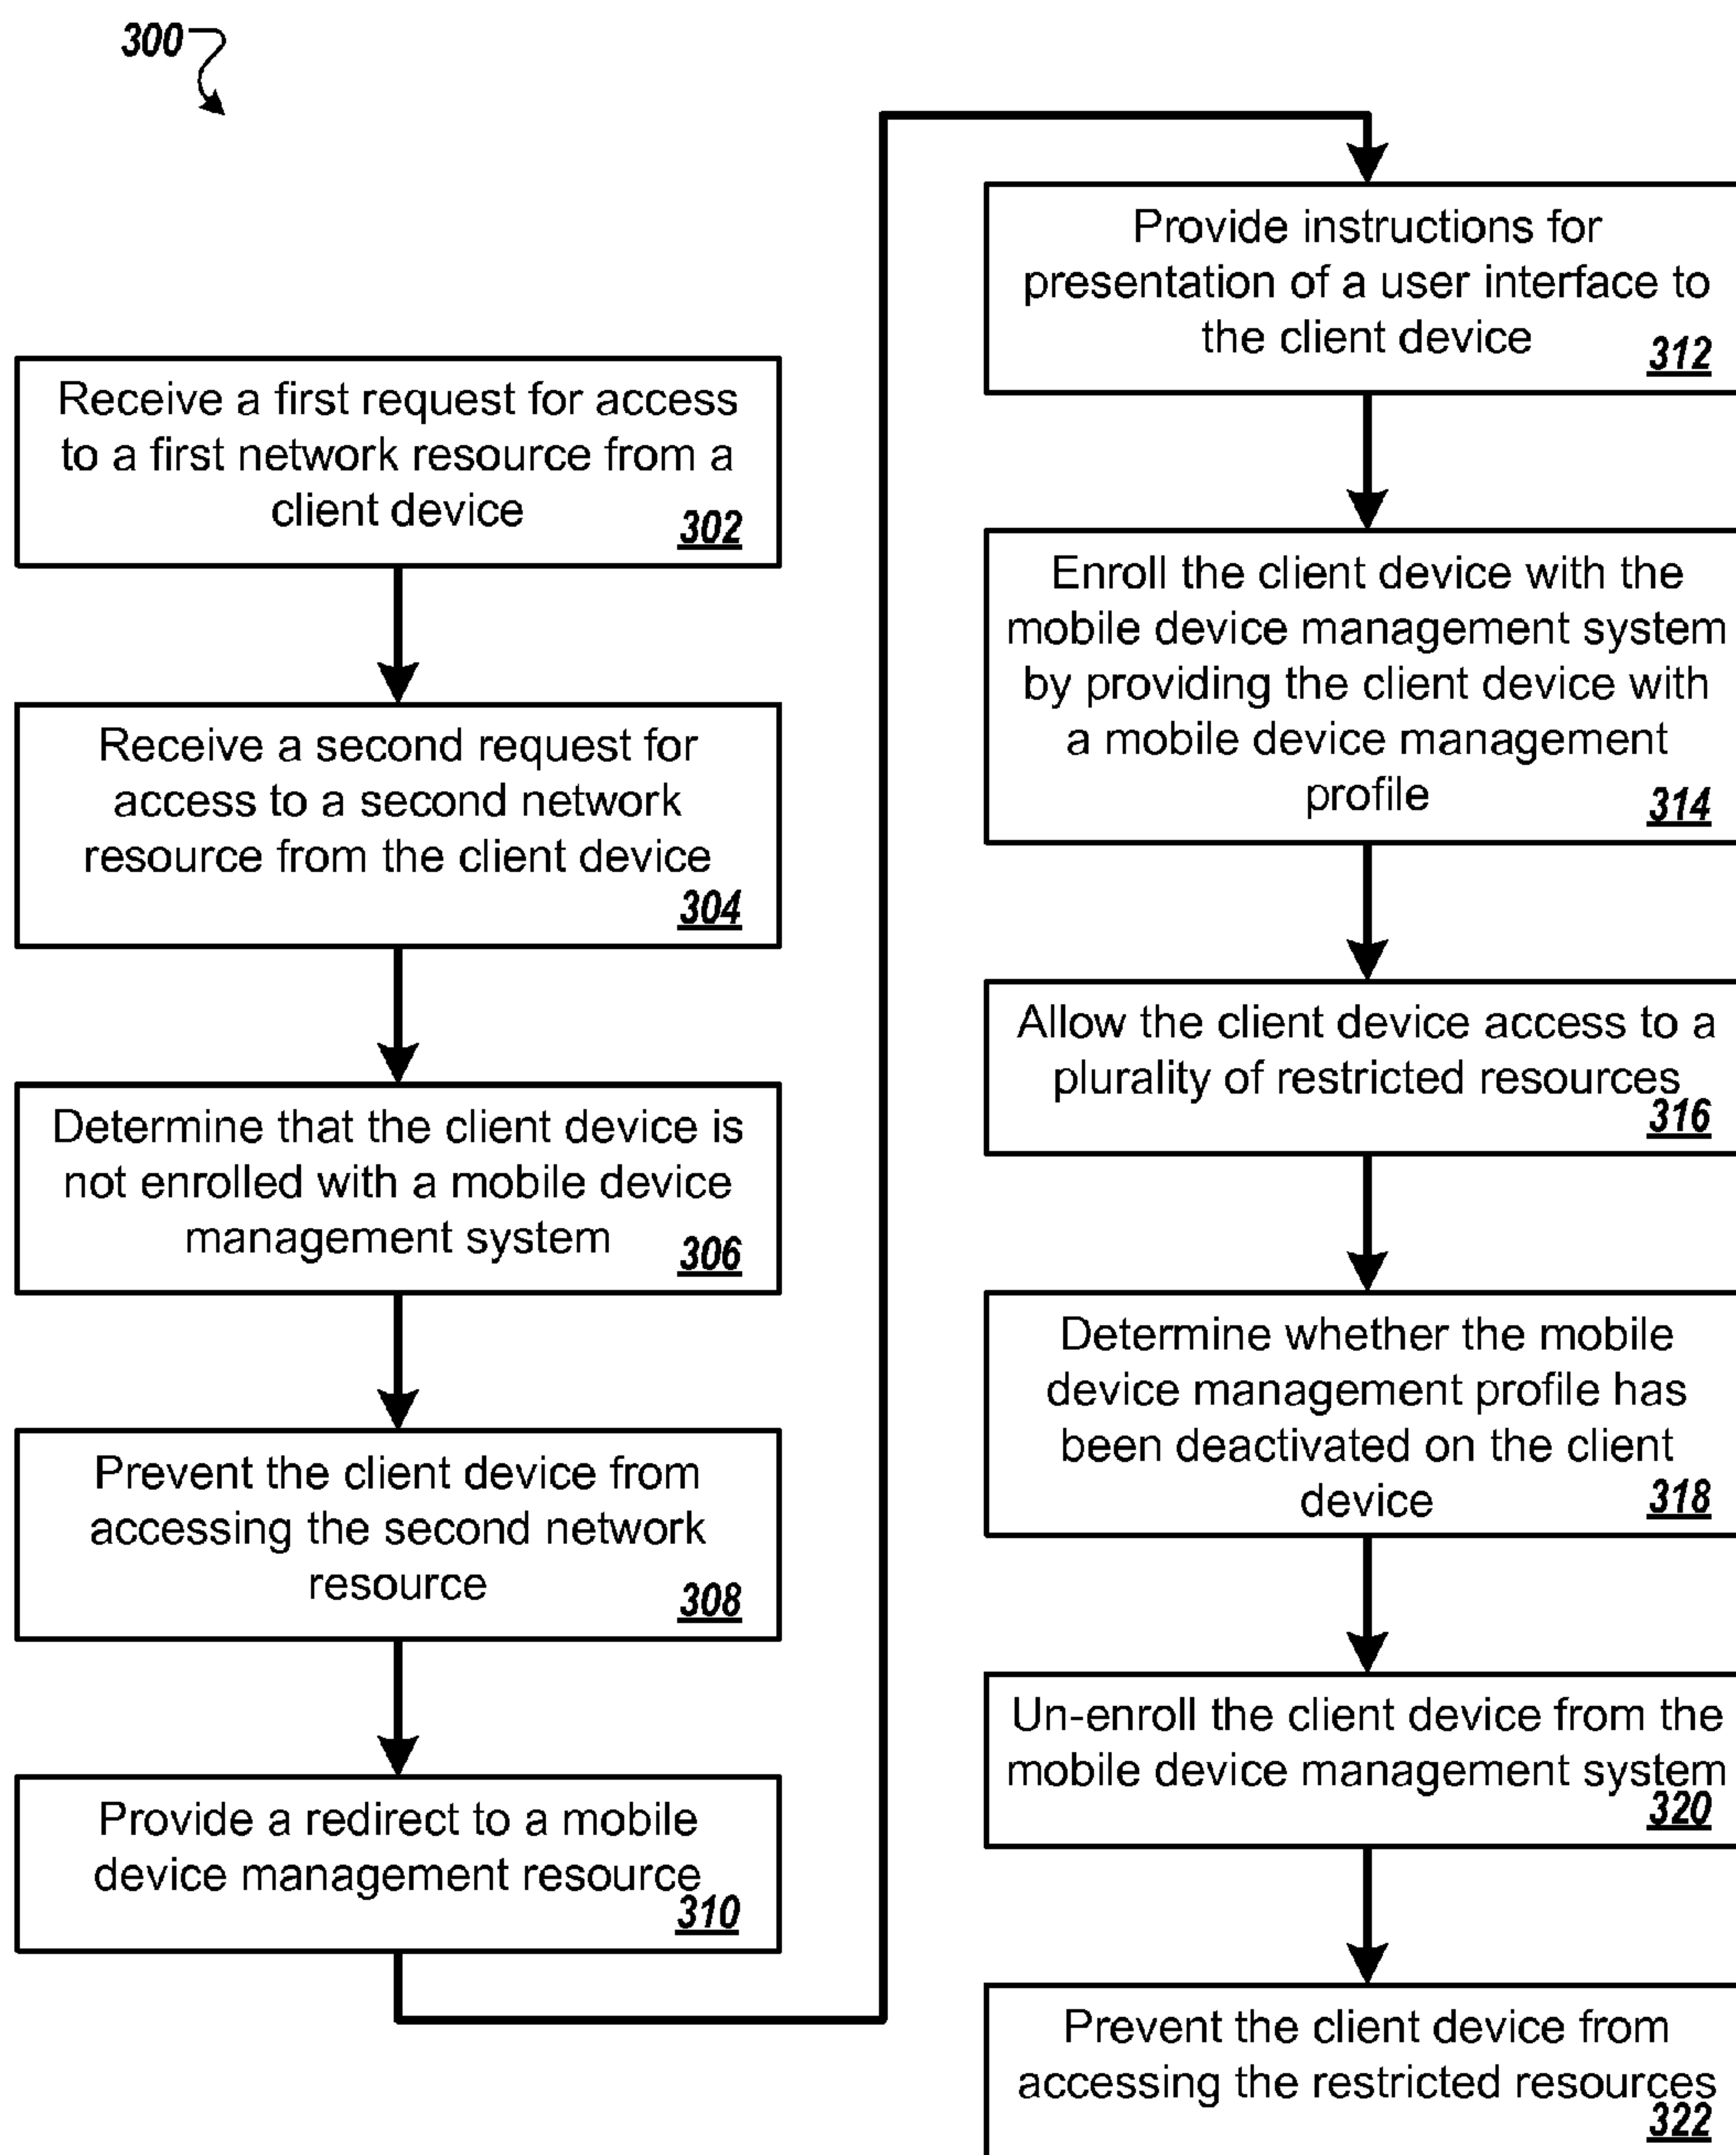 300
Receive a first request for access
to a first network resource from a
client device
302
Receive a second request for
access to a second network
resource from the client device
304
Determine that the client device is
not enrolled with a mobile device
management system
306
Prevent the client device from
accessing the second network
resource
308
Provide a redirect to a mobile
device management resource
310
Provide instructions for
presentation of a user interface to
the client device
312
Enroll the client device with the
mobile device management system
by providing the client device with
a mobile device management
profile
314
Allow the client device access to a
plurality of restricted resources
316
Determine whether the mobile
device management profile has
been deactivated on the client
device
318
Un-enroll the client device from the
mobile device management system
320
Prevent the client device from
accessing the restricted resources
322